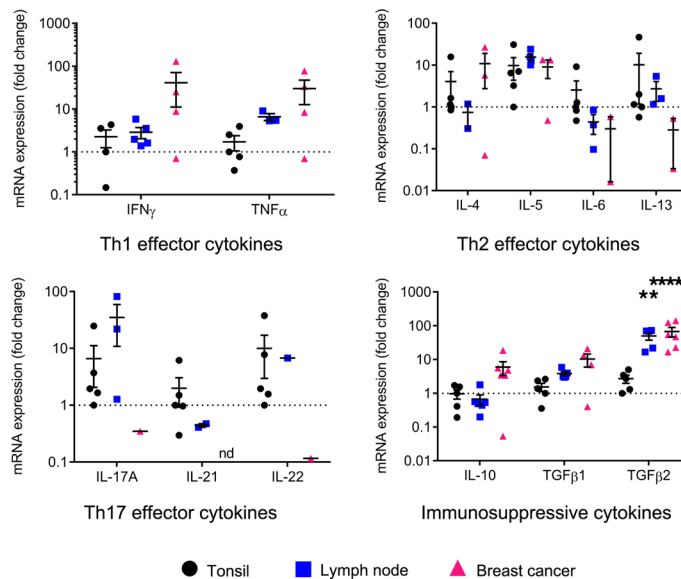 mRNA expression (fold change)
1000
100
10
1
0.1
IFNγ
TNFα
Th1 effector cytokines
mRNA expression (fold change)
100
10
1
0.1
0.01
IL-4
IL-5
IL-6
IL-13
Th2 effector cytokines
mRNA expression (fold change)
100
10
1
0.1
nd
IL-17A
IL-21
IL-22
Th17 effector cytokines
mRNA expression (fold change)
1000
100
10
1
0.1
0.01
****
**
IL-10
TGFβ1
TGFβ2
Immunosuppressive cytokines
Tonsil
Lymph node
Breast cancer